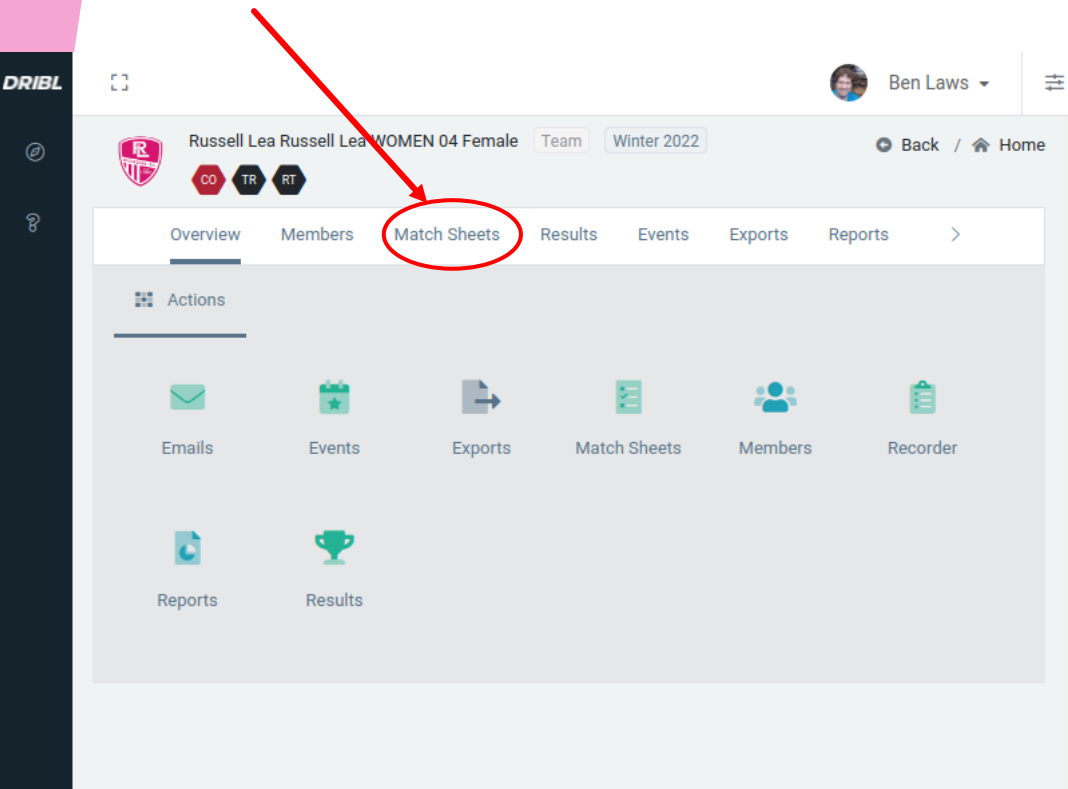 DRIBL
Ben Laws
Russell Lea Russell Lea WOMEN 04 Female Team Winter 2022
Back / Home
CO TR RT
Overview Members Match Sheets Results Events Exports Reports
Actions
Emails Events Exports Match Sheets Members Recorder
Reports Results